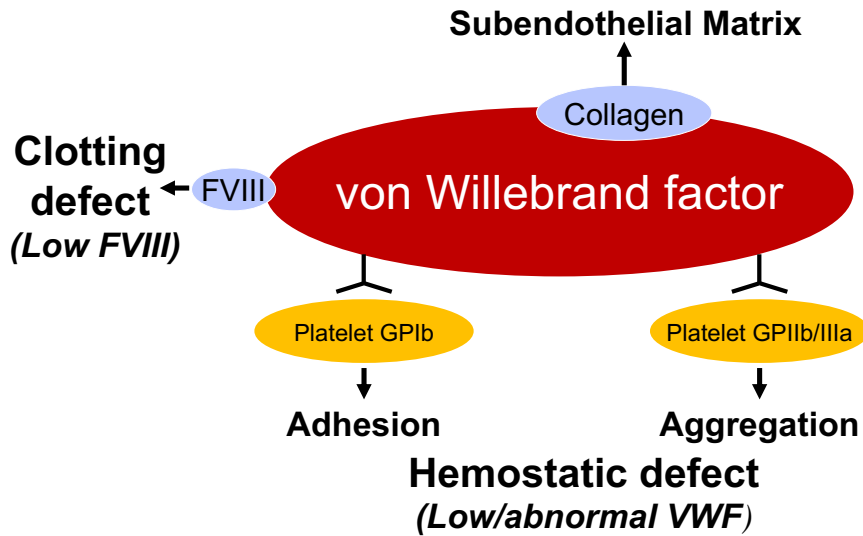 Subendothelial Matrix
Collagen
Clotting
defect
(Low FVIII)
FVIII
von Willebrand factor
Platelet GPIb
Platelet GPIIb/IIIa
Adhesion
Aggregation
Hemostatic defect
(Low/abnormal VWF)